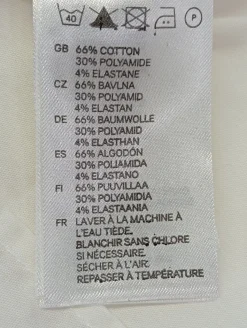 40 P
GB 66% COTTON
30% POLYAMIDE
4% ELASTANE
CZ 66% BAVLNA
30% POLYAMID
4% ELASTAN
DE 66% BAUMWOLLE
30% POLYAMID
4% ELASTHAN
ES 66% ALGODÓN
30% POLIAMIDA
4% ELASTANO
FI 66% PUUVILLAA
30% POLYAMIDIA
4% ELASTAANIA
FR LAVER À LA MACHINE À
L'EAU TIÈDE.
BLANCHIR SANS CHLORE
SI NÉCESSAIRE.
SÉCHER À L'AIR.
REPASSER À TEMPÉRATURE